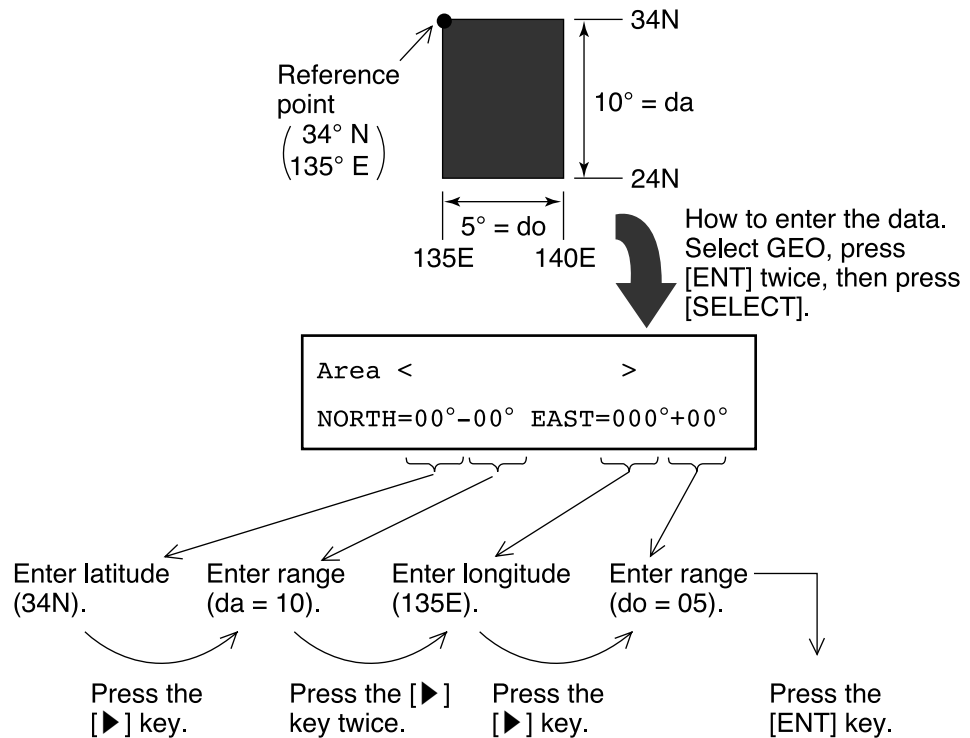 34N
Reference
point
( 34° N
135° E )
10° = da
24N
5° = do
135E
140E
How to enter the data.
Select GEO, press
[ENT] twice, then press
[SELECT].
Area < >
NORTH=00°-00° EAST=000°+00°
Enter latitude
(34N).
Enter range
(da = 10).
Enter longitude
(135E).
Enter range
(do = 05).
Press the
[▶] key.
Press the [▶]
key twice.
Press the
[▶] key.
Press the
[ENT] key.